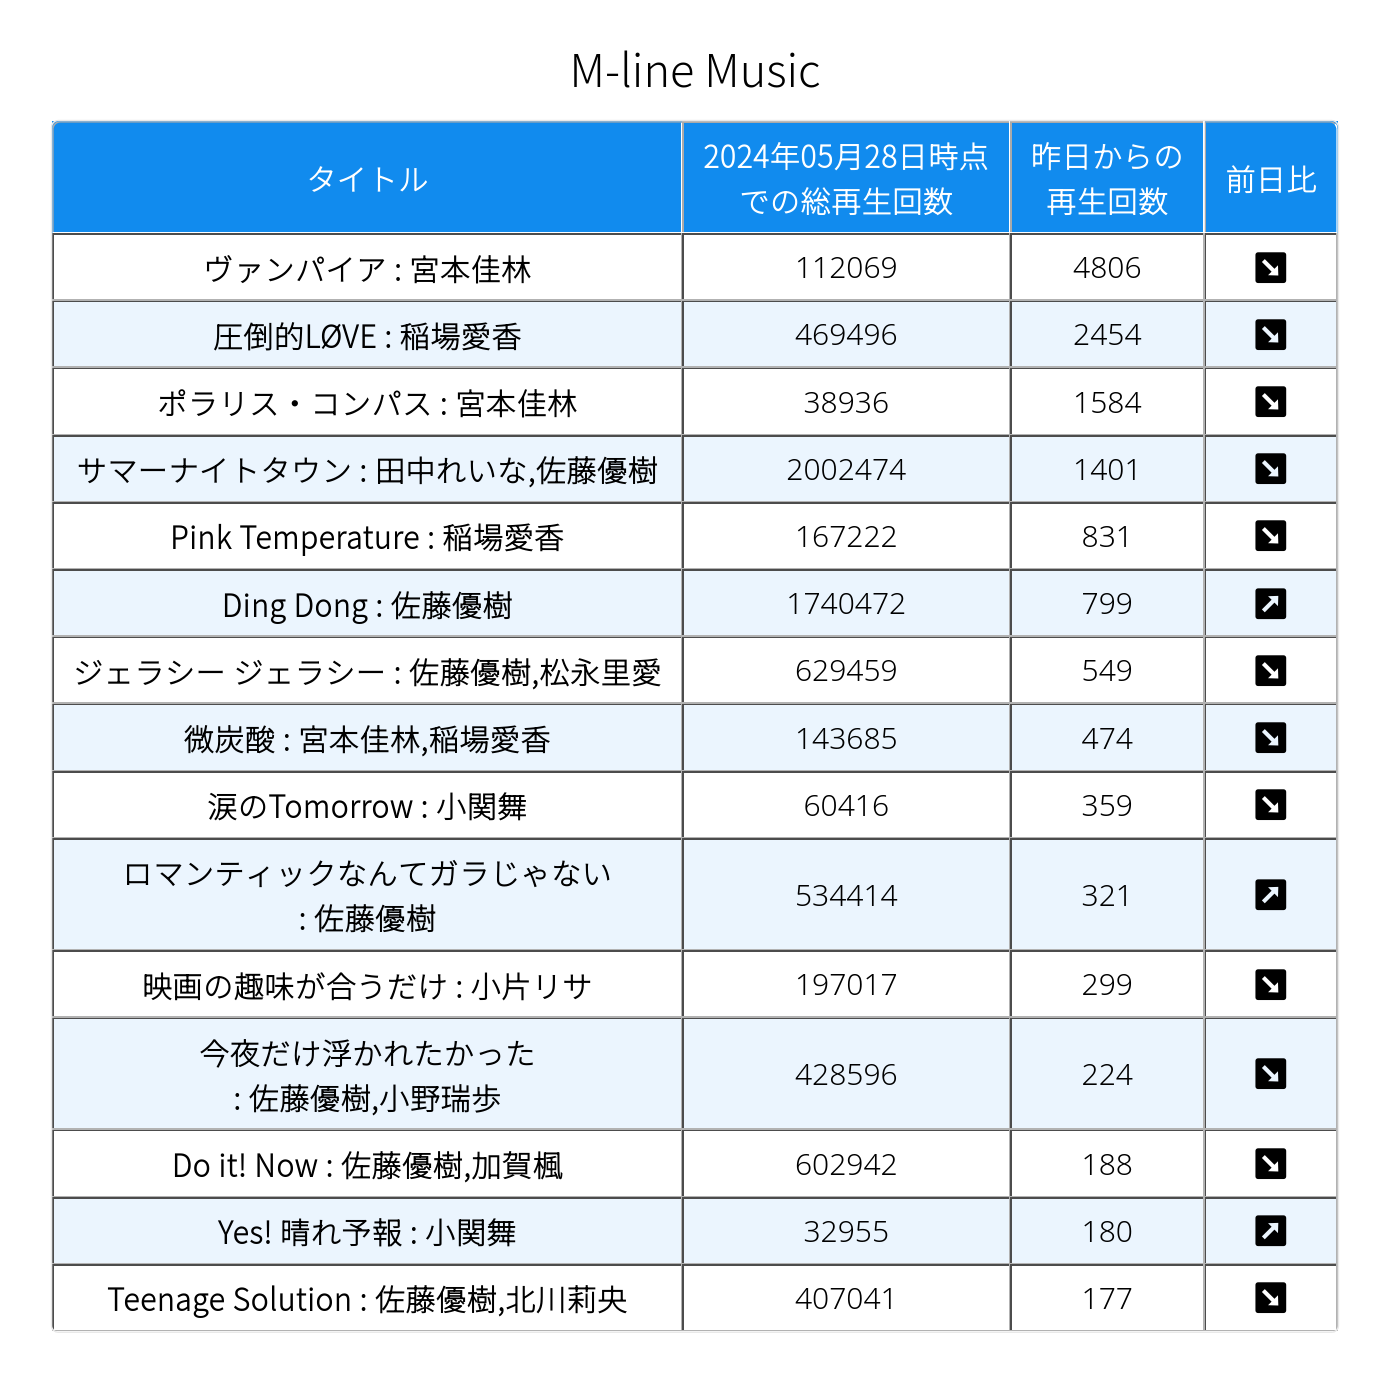 M-line Music
タイトル 2024年05月28日時点 昨日からの 前日比
での総再生回数 再生回数
ヴァンパイア : 宮本佳林 112069 4806
圧倒的LØVE : 稲場愛香 469496 2454
ポラリス・コンパス : 宮本佳林 38936 1584
サマーナイトタウン : 田中れいな,佐藤優樹 2002474 1401
Pink Temperature : 稲場愛香 167222 831
Ding Dong : 佐藤優樹 1740472 799
ジェラシー ジェラシー : 佐藤優樹,松永里愛 629459 549
微炭酸 : 宮本佳林,稲場愛香 143685 474
涙のTomorrow : 小関舞 60416 359
ロマンティックなんてガラじゃない
: 佐藤優樹 534414 321
映画の趣味が合うだけ : 小片リサ 197017 299
今夜だけ浮かれたかった
: 佐藤優樹,小野瑞歩 428596 224
Do it! Now : 佐藤優樹,加賀楓 602942 188
Yes! 晴れ予報 : 小関舞 32955 180
Teenage Solution : 佐藤優樹,北川莉央 407041 177